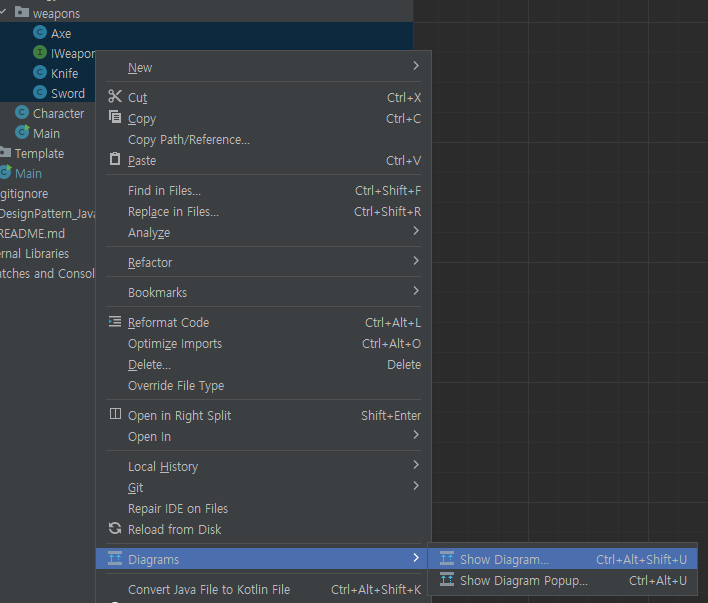 weapons
Axe
IWeapon
Knife
Sword
Character
Main
Template
Main
gitignore
DesignPattern_Java
README.md
rnal Libraries
atches and Consol
New
Cut Ctrl+X
Copy Ctrl+C
Copy Path/Reference...
Paste Ctrl+V
Find in Files... Ctrl+Shift+F
Replace in Files... Ctrl+Shift+R
Analyze
Refactor
Bookmarks
Reformat Code Ctrl+Alt+L
Optimize Imports Ctrl+Alt+O
Delete... Delete
Override File Type
Open in Right Split Shift+Enter
Open In
Local History
Git
Repair IDE on Files
Reload from Disk
Diagrams
Show Diagram... Ctrl+Alt+Shift+U
Show Diagram Popup... Ctrl+Alt+U
Convert Java File to Kotlin File Ctrl+Alt+Shift+K